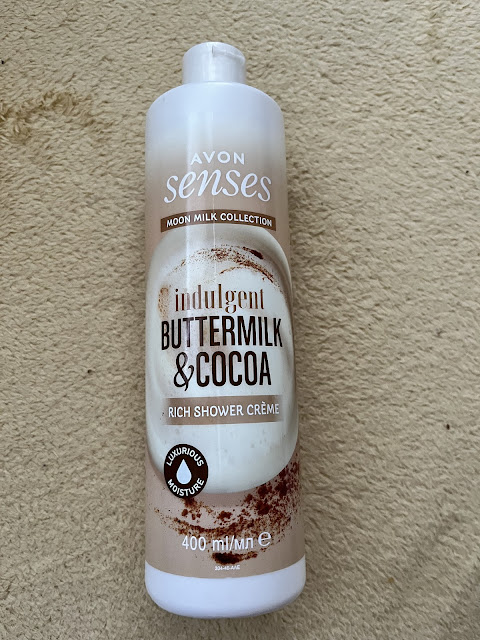 AVON
senses
MOON MILK COLLECTION
indulgent
BUTTERMILK
& COCOA
RICH SHOWER CRÈME
LUXURIOUS
MOISTURE
400 ml/мл e